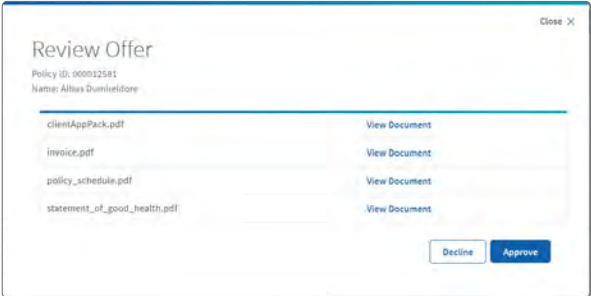 Close ×
Review Offer
Policy ID: 000012581
Name: Albus Dumbeldore
clientAppPack.pdf View Document
invoice.pdf View Document
policy_schedule.pdf View Document
statement_of_good_health.pdf View Document
Decline Approve